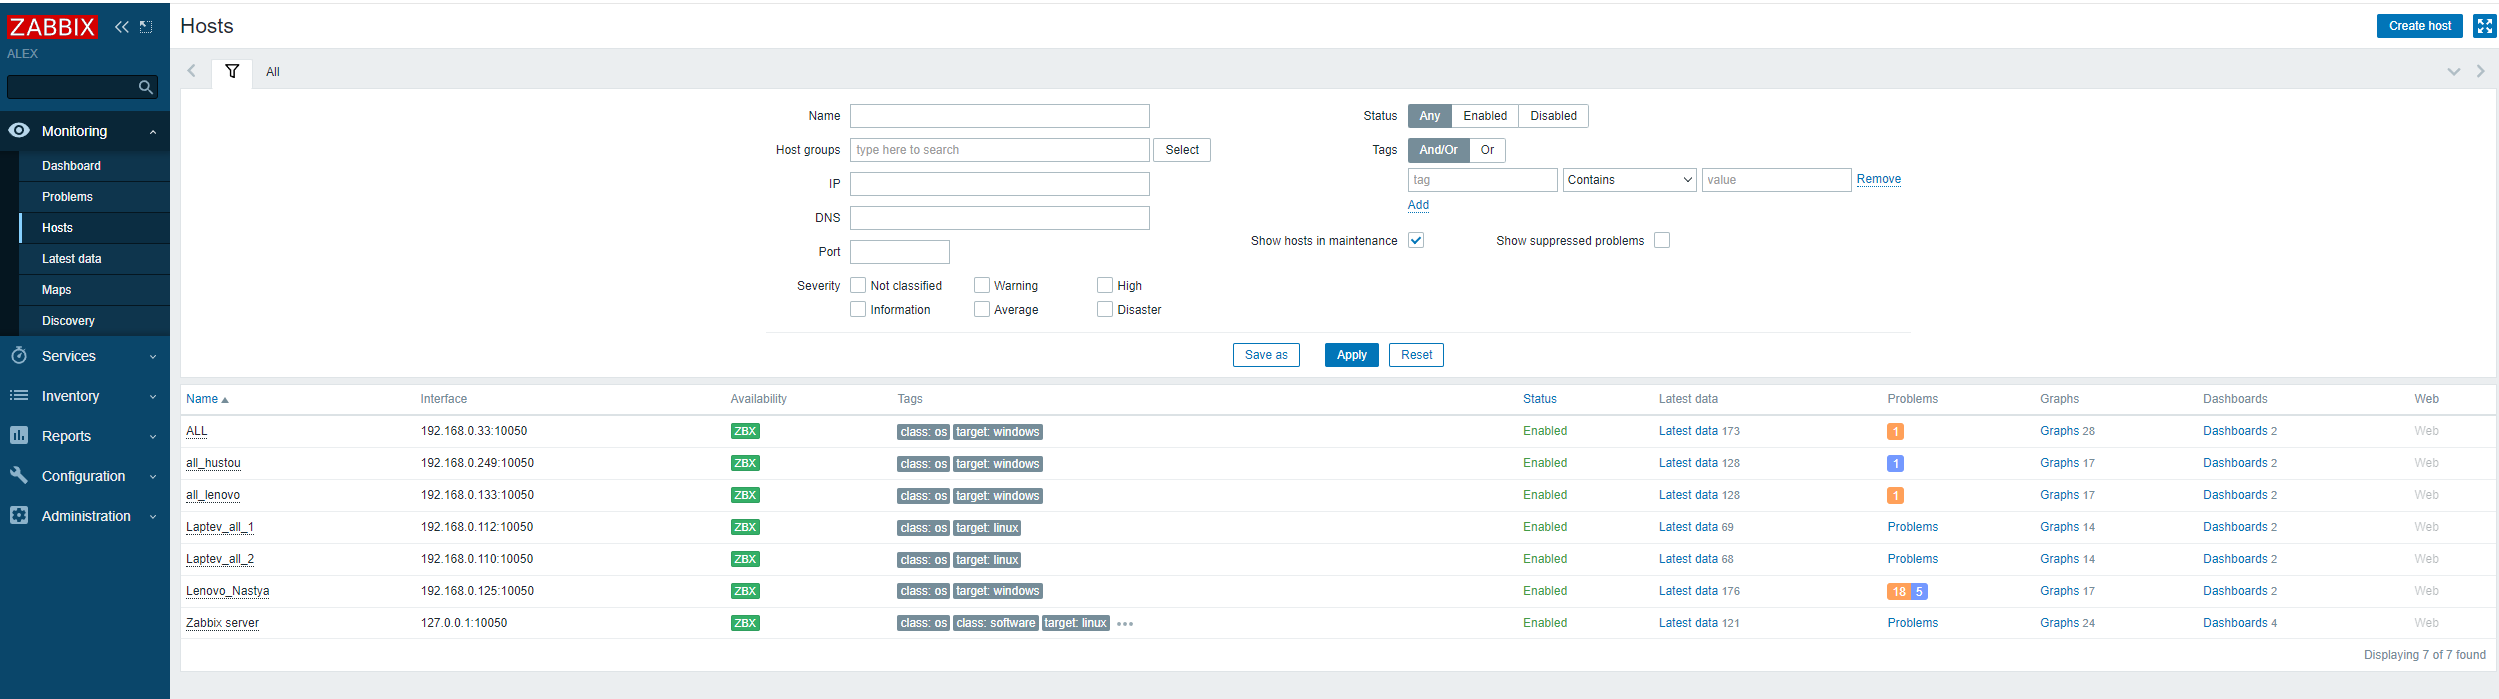 ZABBIX
ALEX
Monitoring
Dashboard
Problems
Hosts
Latest data
Maps
Discovery
Services
Inventory
Reports
Configuration
Administration
Hosts
Create host
All
Name
Status Any Enabled Disabled
Host groups type here to search Select
Tags And/Or Or
IP
tag Contains value Remove
DNS
Add
Port
Show hosts in maintenance Show suppressed problems
Severity Not classified Warning High
Information Average Disaster
Save as Apply Reset
Name Interface Availability Tags Status Latest data Problems Graphs Dashboards Web
ALL 192.168.0.33:10050 ZBX class: os target: windows Enabled Latest data 173 1 Graphs 28 Dashboards 2 Web
all_hustou 192.168.0.249:10050 ZBX class: os target: windows Enabled Latest data 128 1 Graphs 17 Dashboards 2 Web
all_lenovo 192.168.0.133:10050 ZBX class: os target: windows Enabled Latest data 128 1 Graphs 17 Dashboards 2 Web
Laptev_all_1 192.168.0.112:10050 ZBX class: os target: linux Enabled Latest data 69 Problems Graphs 14 Dashboards 2 Web
Laptev_all_2 192.168.0.110:10050 ZBX class: os target: linux Enabled Latest data 68 Problems Graphs 14 Dashboards 2 Web
Lenovo_Nastya 192.168.0.125:10050 ZBX class: os target: windows Enabled Latest data 176 18 5 Graphs 17 Dashboards 2 Web
Zabbix server 127.0.0.1:10050 ZBX class: os class: software target: linux ••• Enabled Latest data 121 Problems Graphs 24 Dashboards 4 Web
Displaying 7 of 7 found